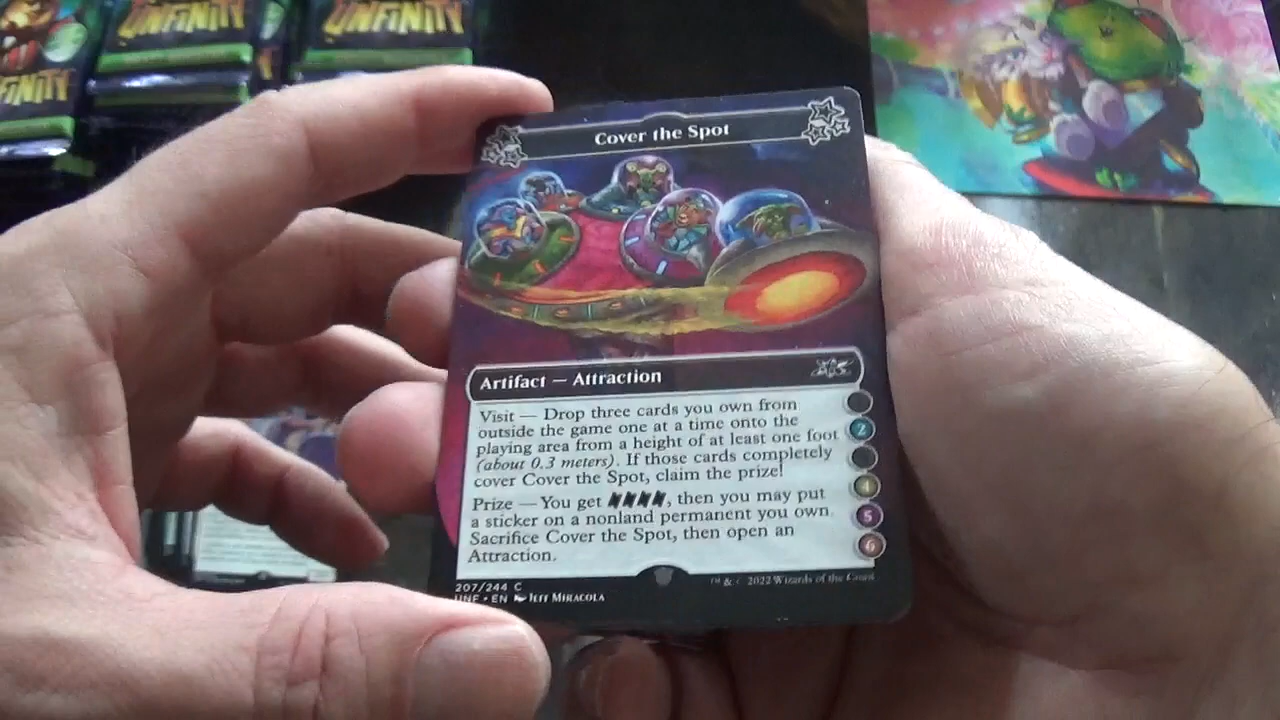 UNFINITY
UNFINITY
FINITY
Cover the Spot
Artifact — Attraction
Visit — Drop three cards you own from
outside the game one at a time onto the
playing area from a height of at least one foot
(about 0.3 meters). If those cards completely
cover Cover the Spot, claim the prize!
Prize — You get , then you may put
a sticker on a nonland permanent you own.
Sacrifice Cover the Spot, then open an
Attraction.
2
4
5
6
207/244 C
UNF • EN JEFF MIRACOLA
TM & © 2022 Wizards of the Coast